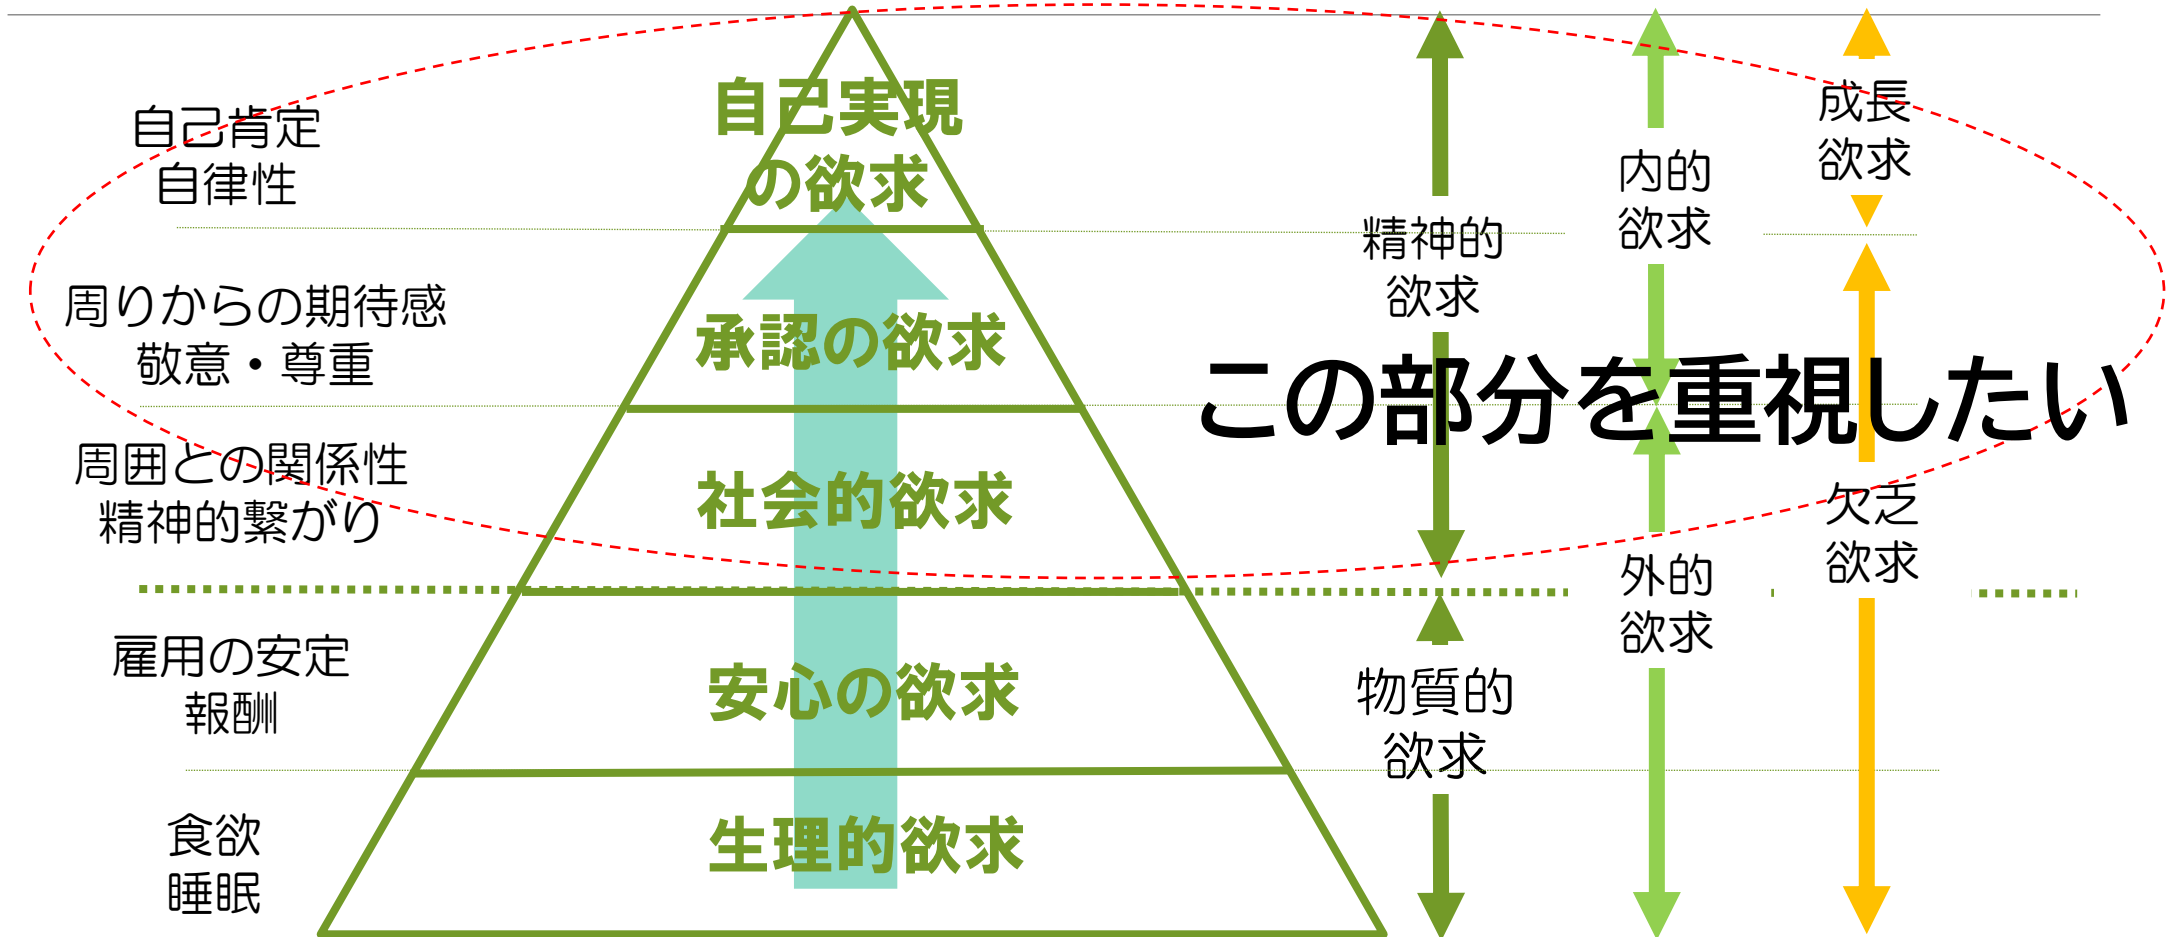 自己実現
の欲求
承認の欲求
社会的欲求
安心の欲求
生理的欲求
自己肯定
自律性
周りからの期待感
敬意・尊重
周囲との関係性
精神的繋がり
雇用の安定
報酬
食欲
睡眠
精神的
欲求
物質的
欲求
内的
欲求
外的
欲求
成長
欲求
欠乏
欲求
この部分を重視したい